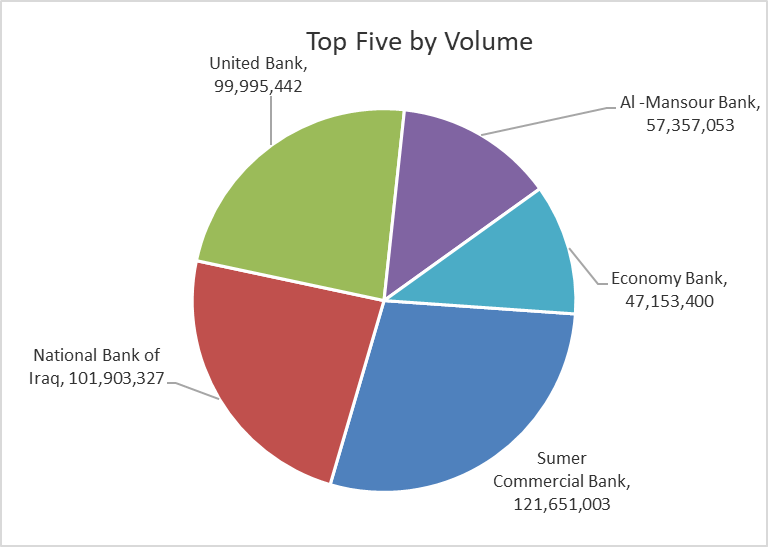 Top Five by Volume
United Bank,
99,995,442
Al -Mansour Bank,
57,357,053
Economy Bank,
47,153,400
National Bank of
Iraq, 101,903,327
Sumer
Commercial Bank,
121,651,003